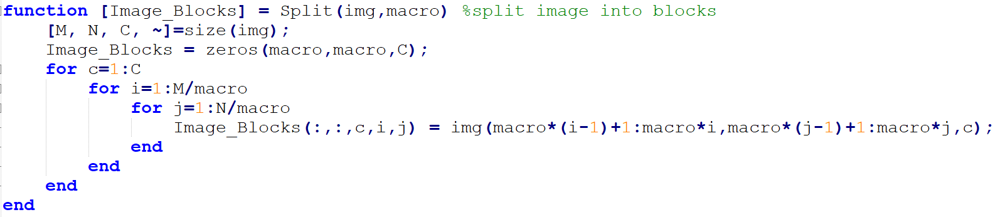 function [Image_Blocks] = Split(img,macro) %split image into blocks
    [M, N, C, ~]=size(img);
    Image_Blocks = zeros(macro,macro,C);
    for c=1:C
        for i=1:M/macro
            for j=1:N/macro
                Image_Blocks(:,:,c,i,j) = img(macro*(i-1)+1:macro*i,macro*(j-1)+1:macro*j,c);
            end
        end
    end
end